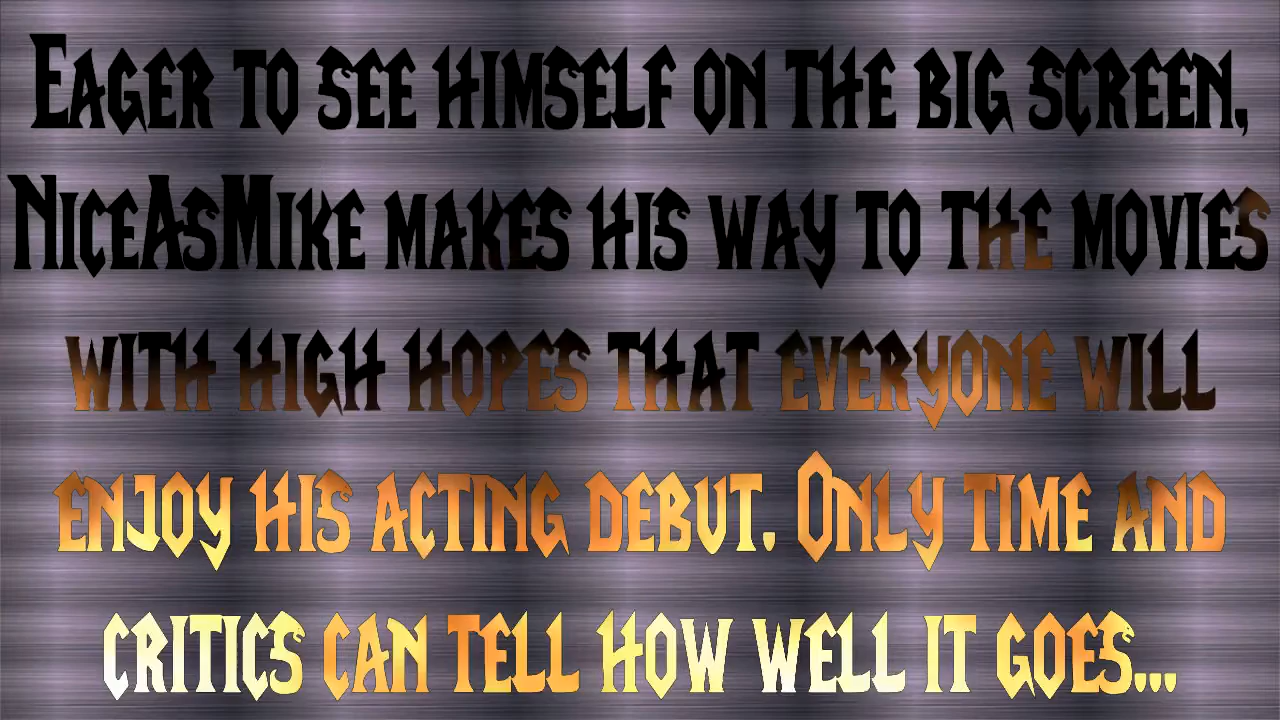 Eager to see himself on the big screen,
NiceAsMike makes his way to the movies
with high hopes that everyone will
enjoy his acting debut. Only time and
critics can tell how well it goes...